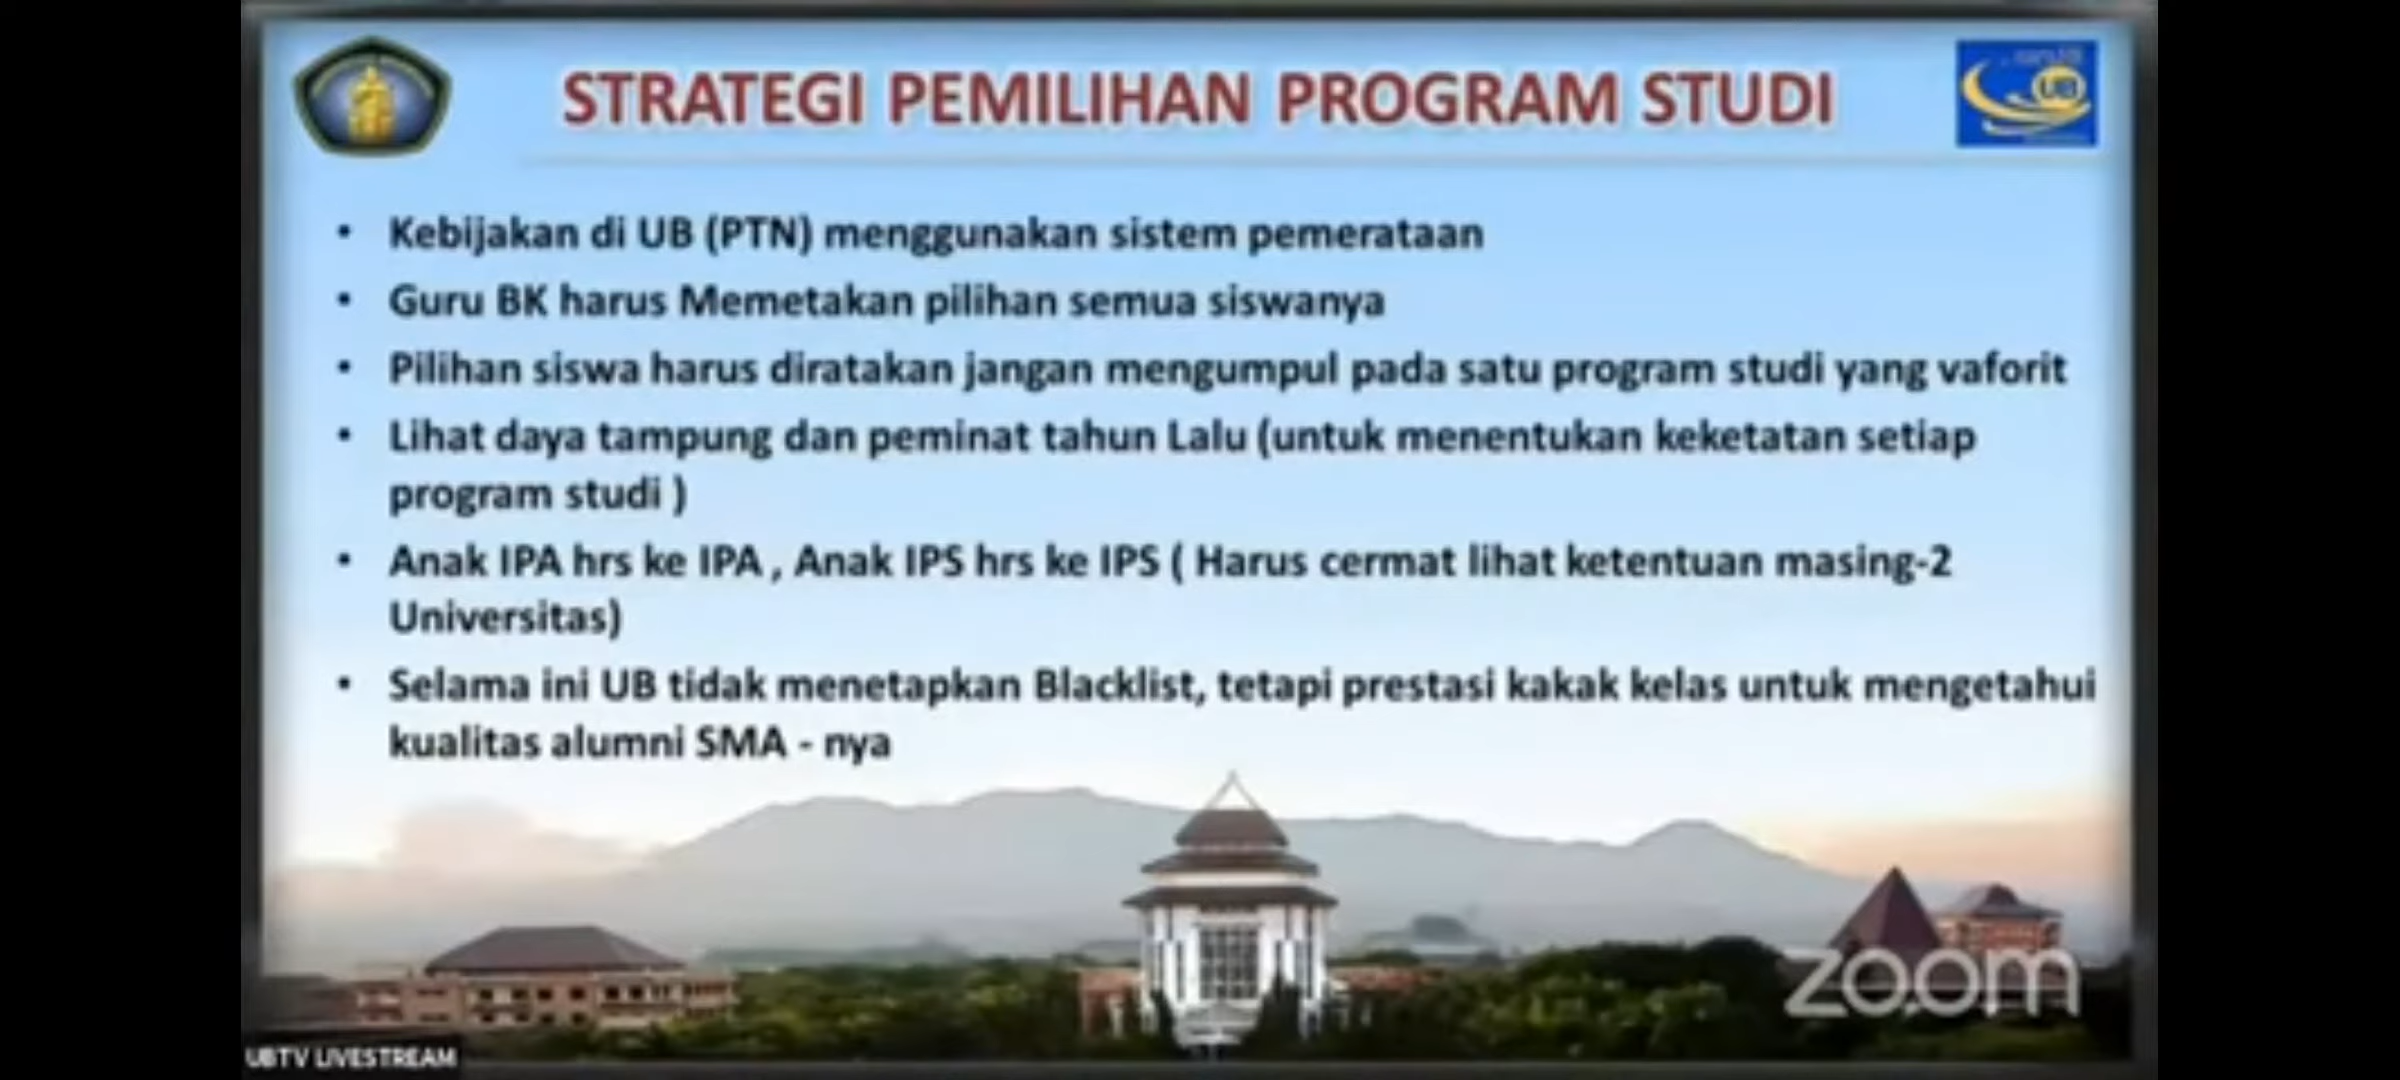 STRATEGI PEMILIHAN PROGRAM STUDI
UB
• Kebijakan di UB (PTN) menggunakan sistem pemerataan
• Guru BK harus Memetakan pilihan semua siswanya
• Pilihan siswa harus diratakan jangan mengumpul pada satu program studi yang vaforit
• Lihat daya tampung dan peminat tahun Lalu (untuk menentukan keketatan setiap
program studi )
• Anak IPA hrs ke IPA , Anak IPS hrs ke IPS ( Harus cermat lihat ketentuan masing-2
Universitas)
• Selama ini UB tidak menetapkan Blacklist, tetapi prestasi kakak kelas untuk mengetahui
kualitas alumni SMA - nya
zoom
UBTV LIVESTREAM